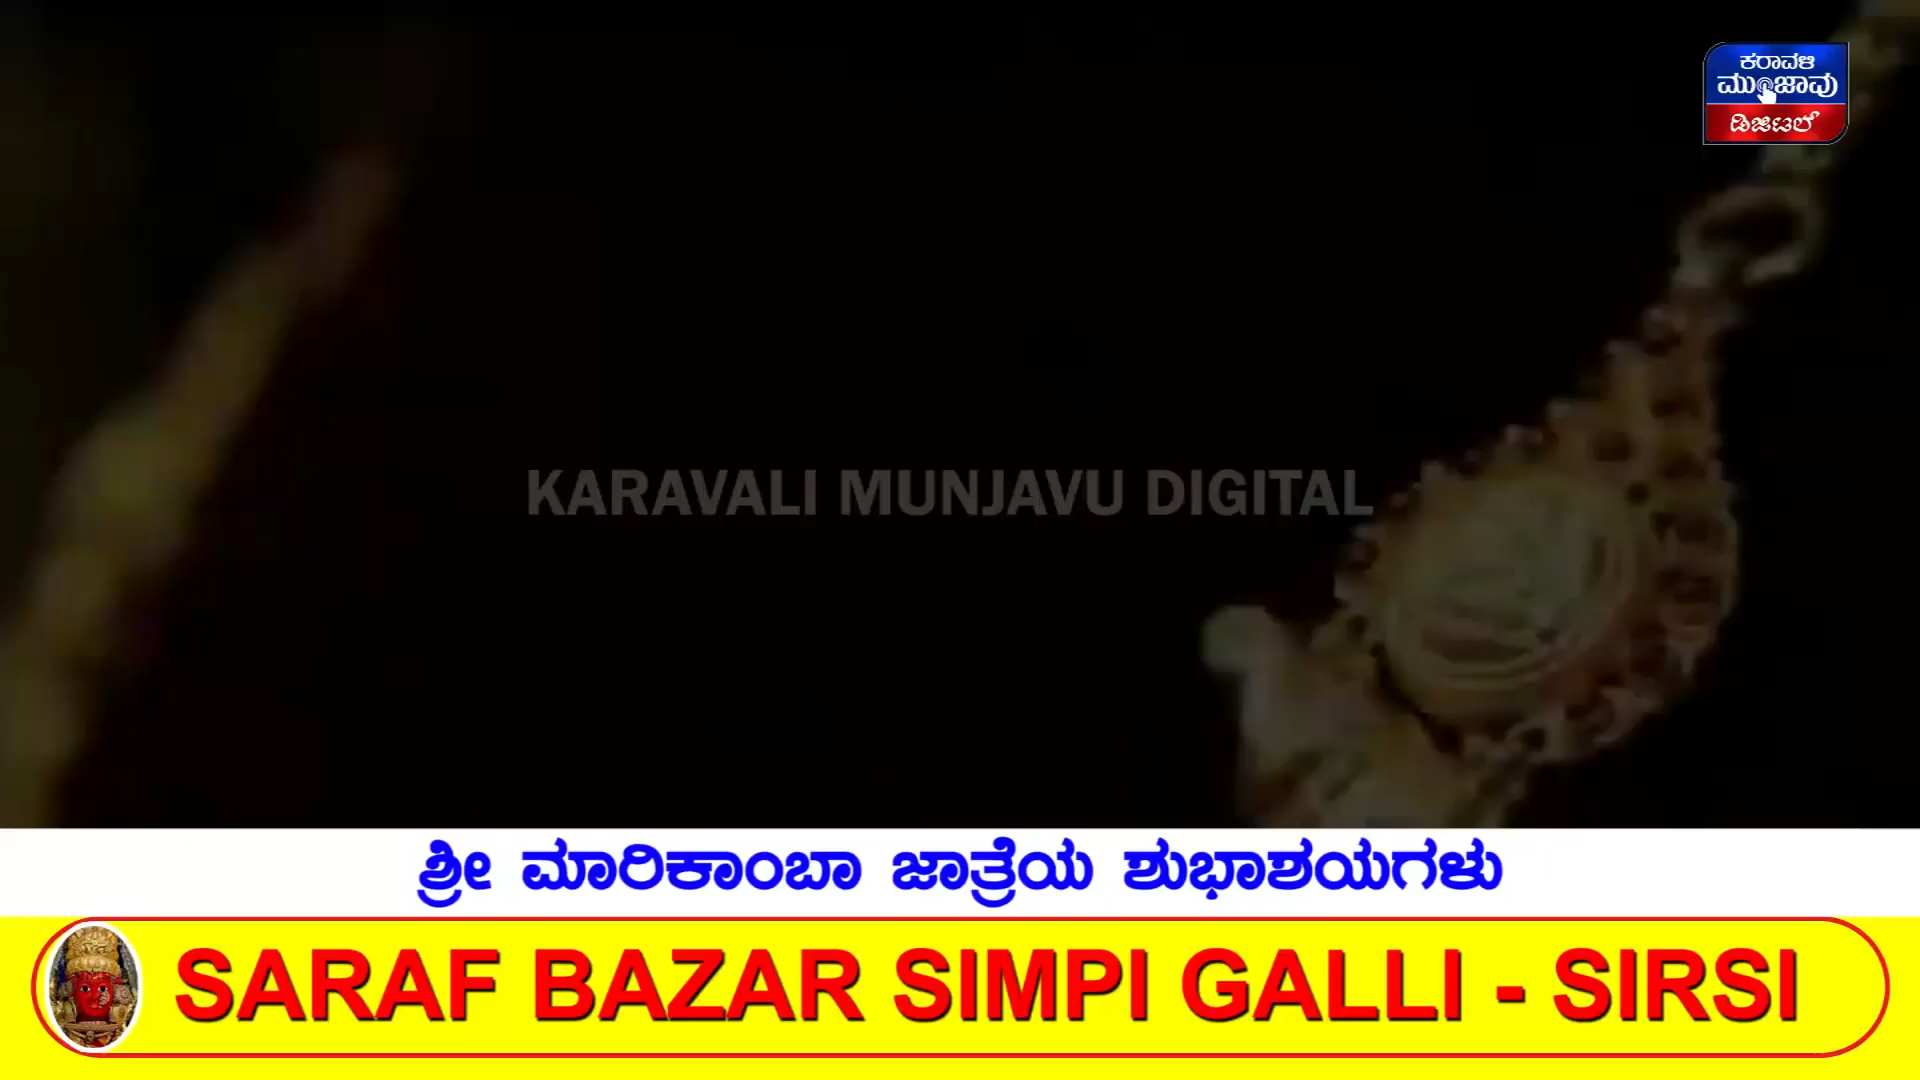 ಕರಾವಳಿ
ಮುಂಜಾವು
ಡಿಜಿಟಲ್
KARAVALI MUNJAVU DIGITAL
ಶ್ರೀ ಮಾರಿಕಾಂಬಾ ಜಾತ್ರೆಯ ಶುಭಾಶಯಗಳು
SARAF BAZAR SIMPI GALLI - SIRSI